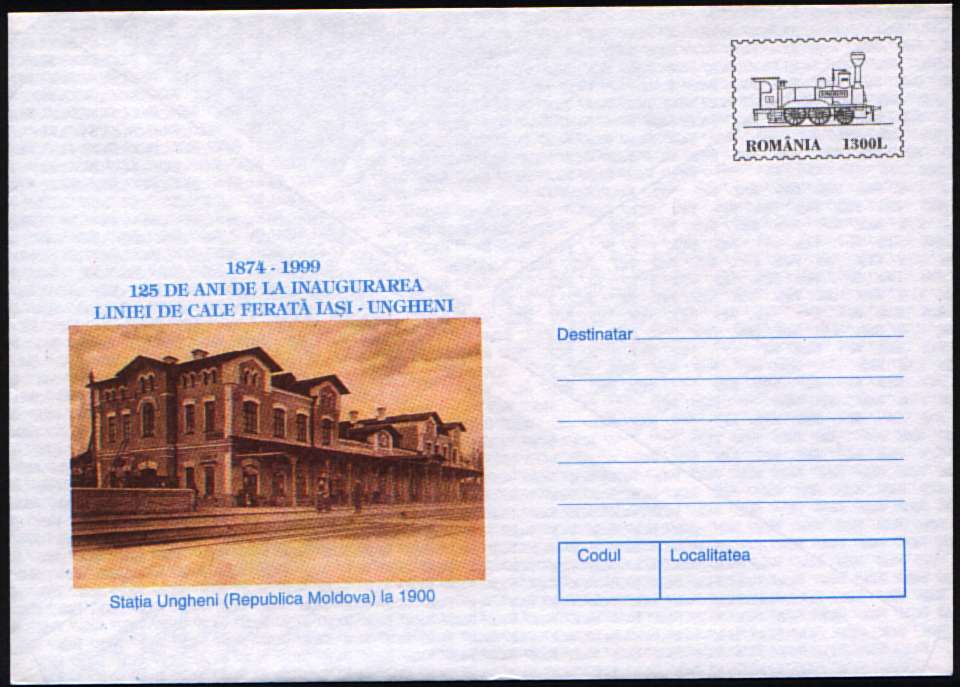 ROMÂNIA 1300L
1874 - 1999
125 DE ANI DE LA INAUGURAREA
LINIEI DE CALE FERATĂ IAȘI - UNGHENI
Destinatar
Codul
Localitatea
Stația Ungheni (Republica Moldova) la 1900